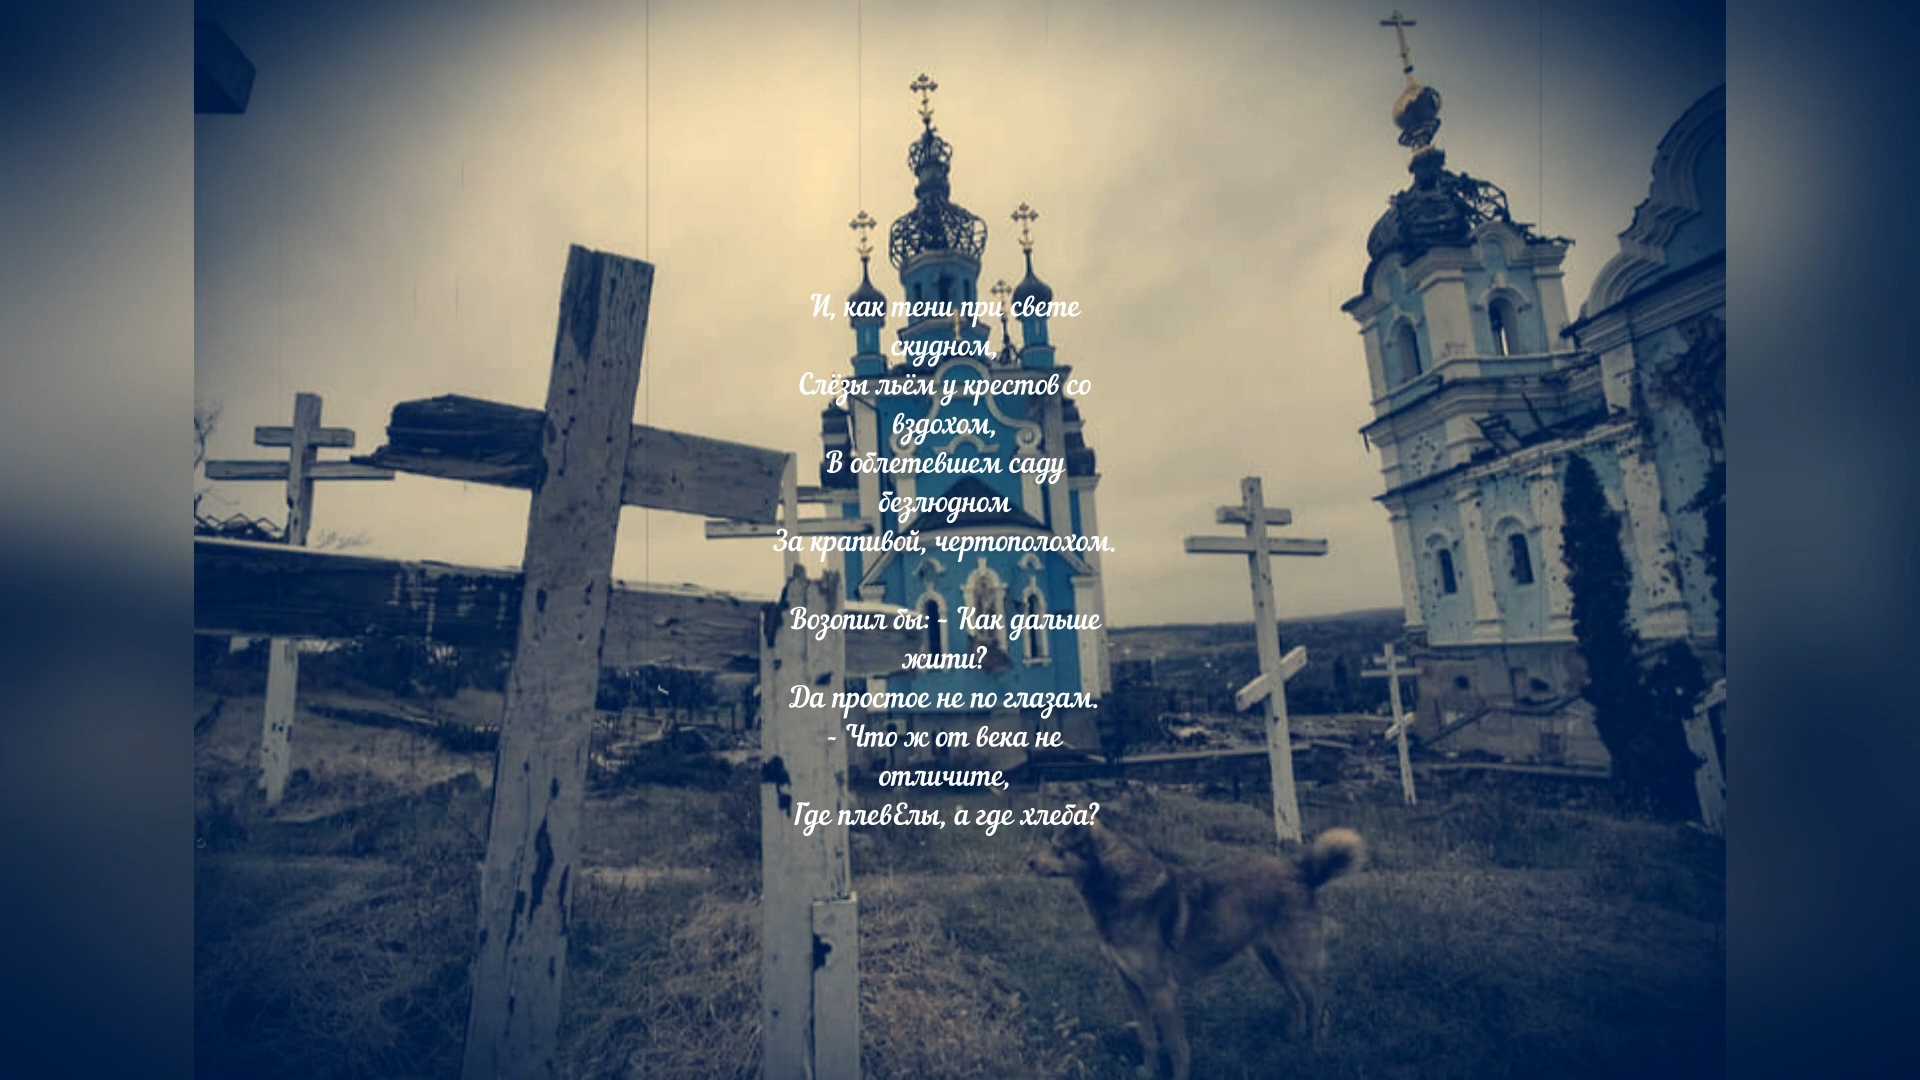 И, как тени при свете
скудном,
Слёзы льём у крестов со
вздохом,
В облетевшем саду
безлюдном
За крапивой, чертополохом.
Возопил бы: - Как дальше
жити?
Да простое не по глазам.
- Что ж от века не
отличите,
Где плевЕлы, а где хлеба?